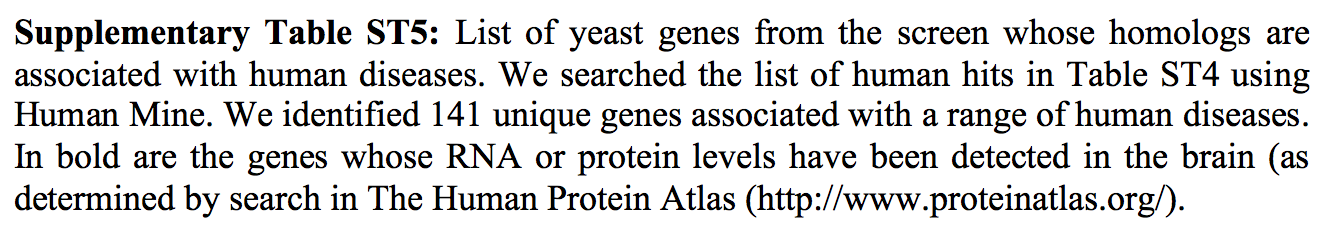 Supplementary Table ST5: List of yeast genes from the screen whose homologs are
associated with human diseases. We searched the list of human hits in Table ST4 using
Human Mine. We identified 141 unique genes associated with a range of human diseases.
In bold are the genes whose RNA or protein levels have been detected in the brain (as
determined by search in The Human Protein Atlas (http://www.proteinatlas.org/).